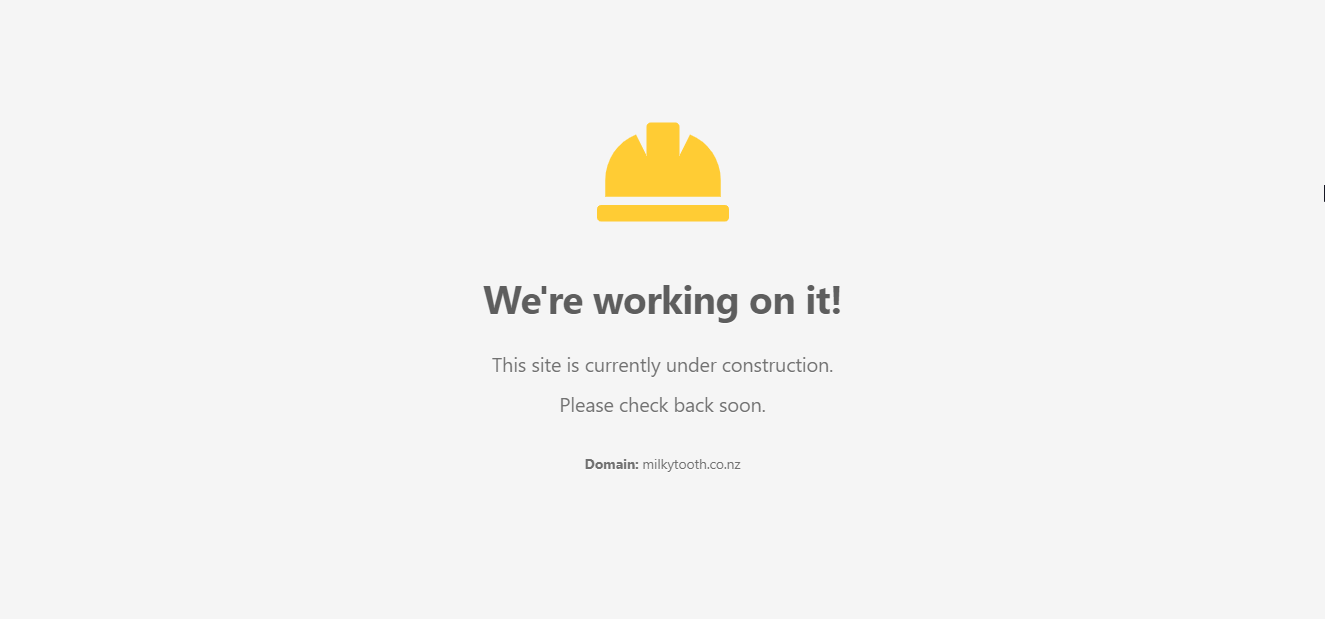 We're working on it!
This site is currently under construction.
Please check back soon.
Domain: milkytooth.co.nz